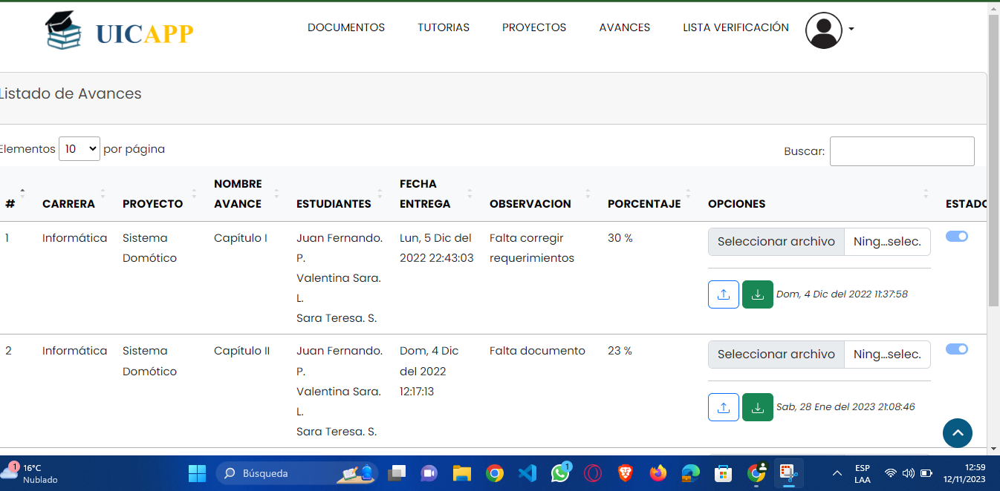 UICAPP
DOCUMENTOS TUTORIAS PROYECTOS AVANCES LISTA VERIFICACIÓN
Listado de Avances
Elementos 10 por página
Buscar:
# CARRERA PROYECTO NOMBRE AVANCE ESTUDIANTES FECHA ENTREGA OBSERVACION PORCENTAJE OPCIONES ESTADO
1 Informática Sistema Domótico Capítulo I Juan Fernando. P. Valentina Sara. L. Sara Teresa. S. Lun, 5 Dic del 2022 22:43:03 Falta corregir requerimientos 30 % Seleccionar archivo Ning...selec.
Dom, 4 Dic del 2022 11:37:58
2 Informática Sistema Domótico Capítulo II Juan Fernando. P. Valentina Sara. L. Sara Teresa. S. Dom, 4 Dic del 2022 12:17:13 Falta documento 23 % Seleccionar archivo Ning...selec.
Sab, 28 Ene del 2023 21:08:46
1
16°C
Nublado
Búsqueda
1
ESP
LAA
12:59
12/11/2023